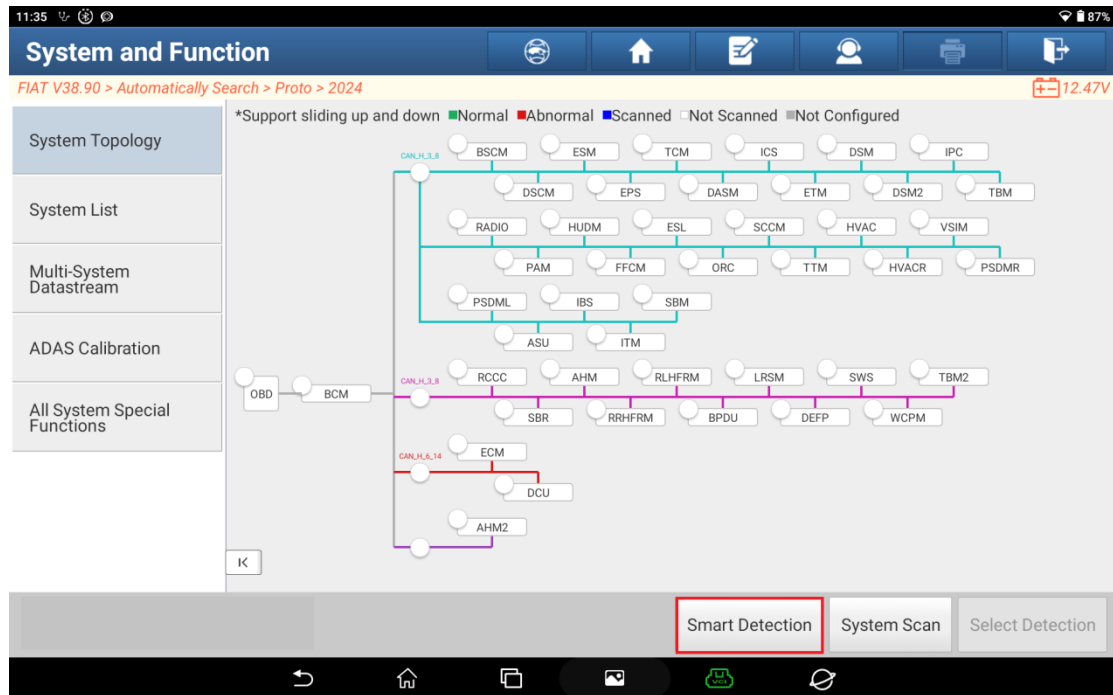 11:35
87%
System and Function
FIAT V38.90 > Automatically Search > Proto > 2024
12.47V
System Topology
System List
Multi-System
Datastream
ADAS Calibration
All System Special
Functions
*Support sliding up and down Normal Abnormal Scanned Not Scanned Not Configured
CAN_H_3_8
BSCM ESM TCM ICS DSM IPC
DSCM EPS DASM ETM DSM2 TBM
RADIO HUDM ESL SCCM HVAC VSIM
PAM FFCM ORC TTM HVACR PSDMR
PSDML IBS SBM
ASU ITM
OBD BCM
CAN_H_3_8
RCCC AHM RLHFRM LRSM SWS TBM2
SBR RRHFRM BPDU DEFP WCPM
CAN_H_6_14
ECM
DCU
AHM2
Smart Detection System Scan Select Detection
VCI